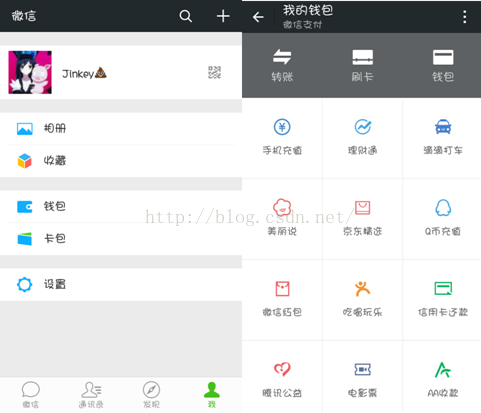 微信
Jinkey💩
相册
收藏
钱包
卡包
设置
微信
通讯录
发现
我
我的钱包
微信支付
转账
刷卡
钱包
手机充值
理财通
滴滴打车
美丽说
京东精选
Q币充值
微信红包
吃喝玩乐
信用卡还款
腾讯公益
电影票
AA收款
http://blog.csdn.net/